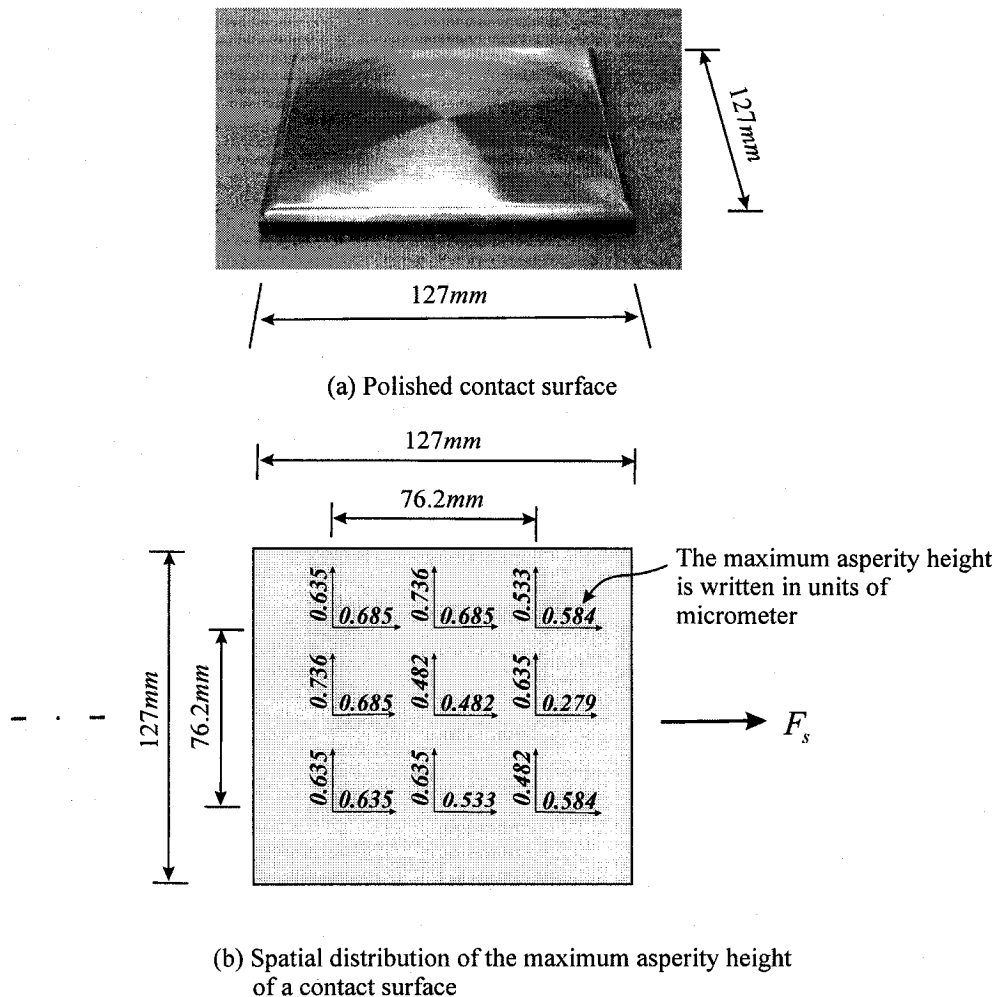 127mm
127mm
(a) Polished contact surface
127mm
76.2mm
The maximum asperity height
is written in units of
micrometer
0.635
0.685
0.736
0.685
0.533
0.584
0.736
0.685
0.482
0.482
0.635
0.279
0.635
0.635
0.635
0.533
0.482
0.584
127mm
76.2mm
F_s
(b) Spatial distribution of the maximum asperity height
of a contact surface